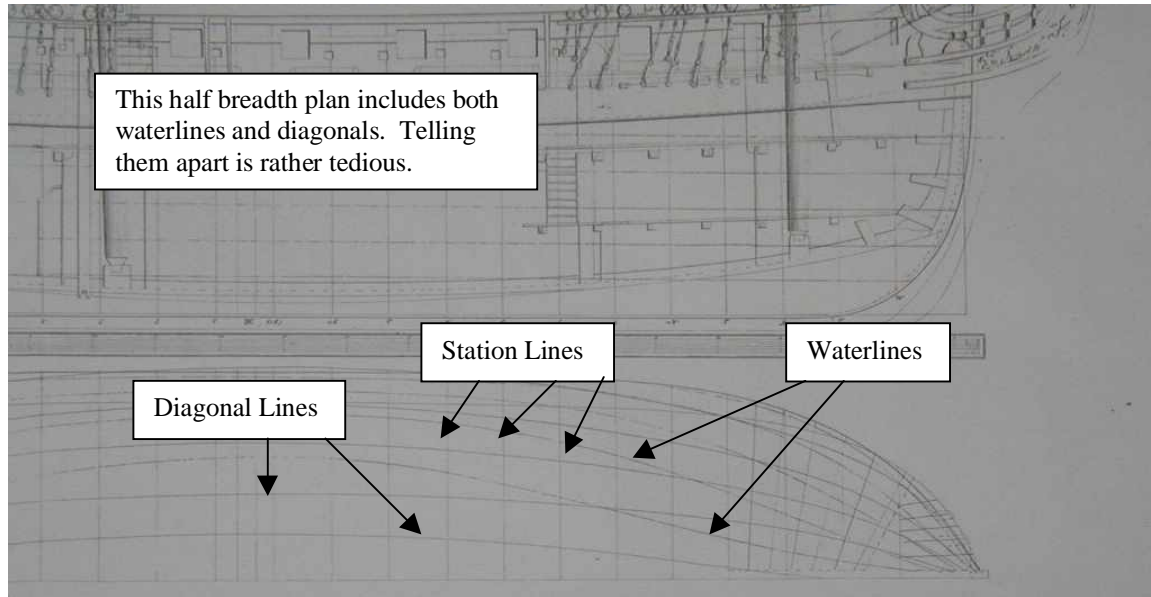 This half breadth plan includes both
waterlines and diagonals. Telling
them apart is rather tedious.
Station Lines
Waterlines
Diagonal Lines